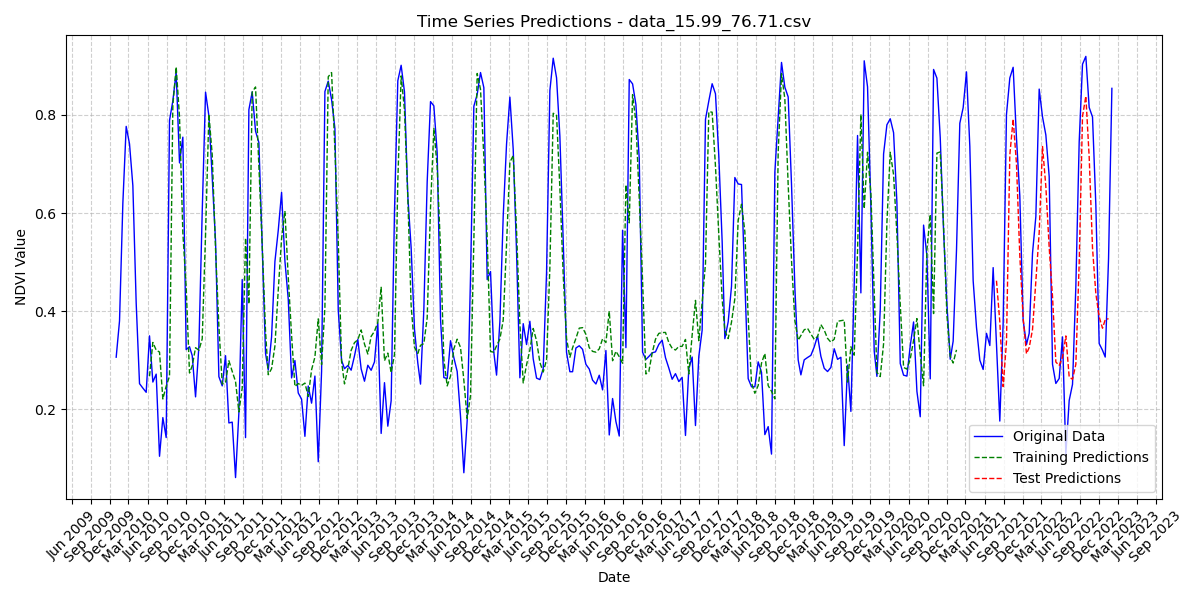 Time Series Predictions - data_15.99_76.71.csv
NDVI Value
0.8
0.6
0.4
0.2
Original Data
Training Predictions
Test Predictions
Jun 2009
Sep 2009
Dec 2009
Mar 2010
Jun 2010
Sep 2010
Dec 2010
Mar 2011
Jun 2011
Sep 2011
Dec 2011
Mar 2012
Jun 2012
Sep 2012
Dec 2012
Mar 2013
Jun 2013
Sep 2013
Dec 2013
Mar 2014
Jun 2014
Sep 2014
Dec 2014
Mar 2015
Jun 2015
Sep 2015
Dec 2015
Mar 2016
Jun 2016
Sep 2016
Dec 2016
Mar 2017
Jun 2017
Sep 2017
Dec 2017
Mar 2018
Jun 2018
Sep 2018
Dec 2018
Mar 2019
Jun 2019
Sep 2019
Dec 2019
Mar 2020
Jun 2020
Sep 2020
Dec 2020
Mar 2021
Jun 2021
Sep 2021
Dec 2021
Mar 2022
Jun 2022
Sep 2022
Dec 2022
Mar 2023
Jun 2023
Sep 2023
Date